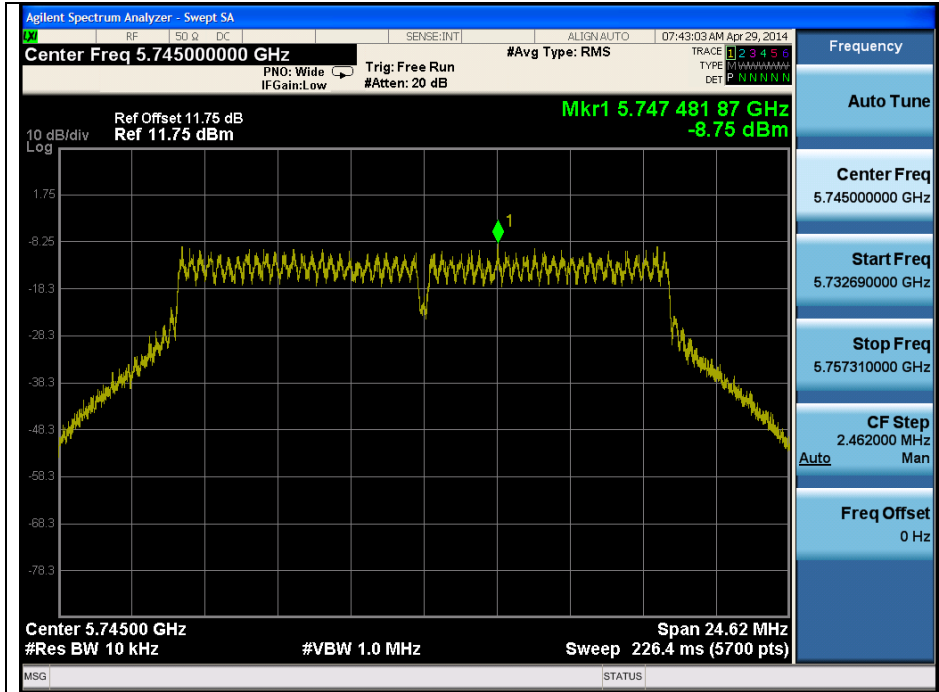 Agilent Spectrum Analyzer - Swept SA
RF 50 Ω DC SENSE:INT ALIGN AUTO 07:43:03 AM Apr 29, 2014
Center Freq 5.745000000 GHz
PNO: Wide
IFGain:Low
Trig: Free Run
#Atten: 20 dB
#Avg Type: RMS
TRACE 1 2 3 4 5 6
TYPE M
DET P N N N N N
Frequency
Mkr1 5.747 481 87 GHz
-8.75 dBm
Ref Offset 11.75 dB
10 dB/div Ref 11.75 dBm
Log
1
1.75
-8.25
-18.3
-28.3
-38.3
-48.3
-58.3
-68.3
-78.3
Center 5.74500 GHz Span 24.62 MHz
#Res BW 10 kHz #VBW 1.0 MHz Sweep 226.4 ms (5700 pts)
Auto Tune
Center Freq
5.745000000 GHz
Start Freq
5.732690000 GHz
Stop Freq
5.757310000 GHz
CF Step
2.462000 MHz
Auto Man
Freq Offset
0 Hz
MSG STATUS